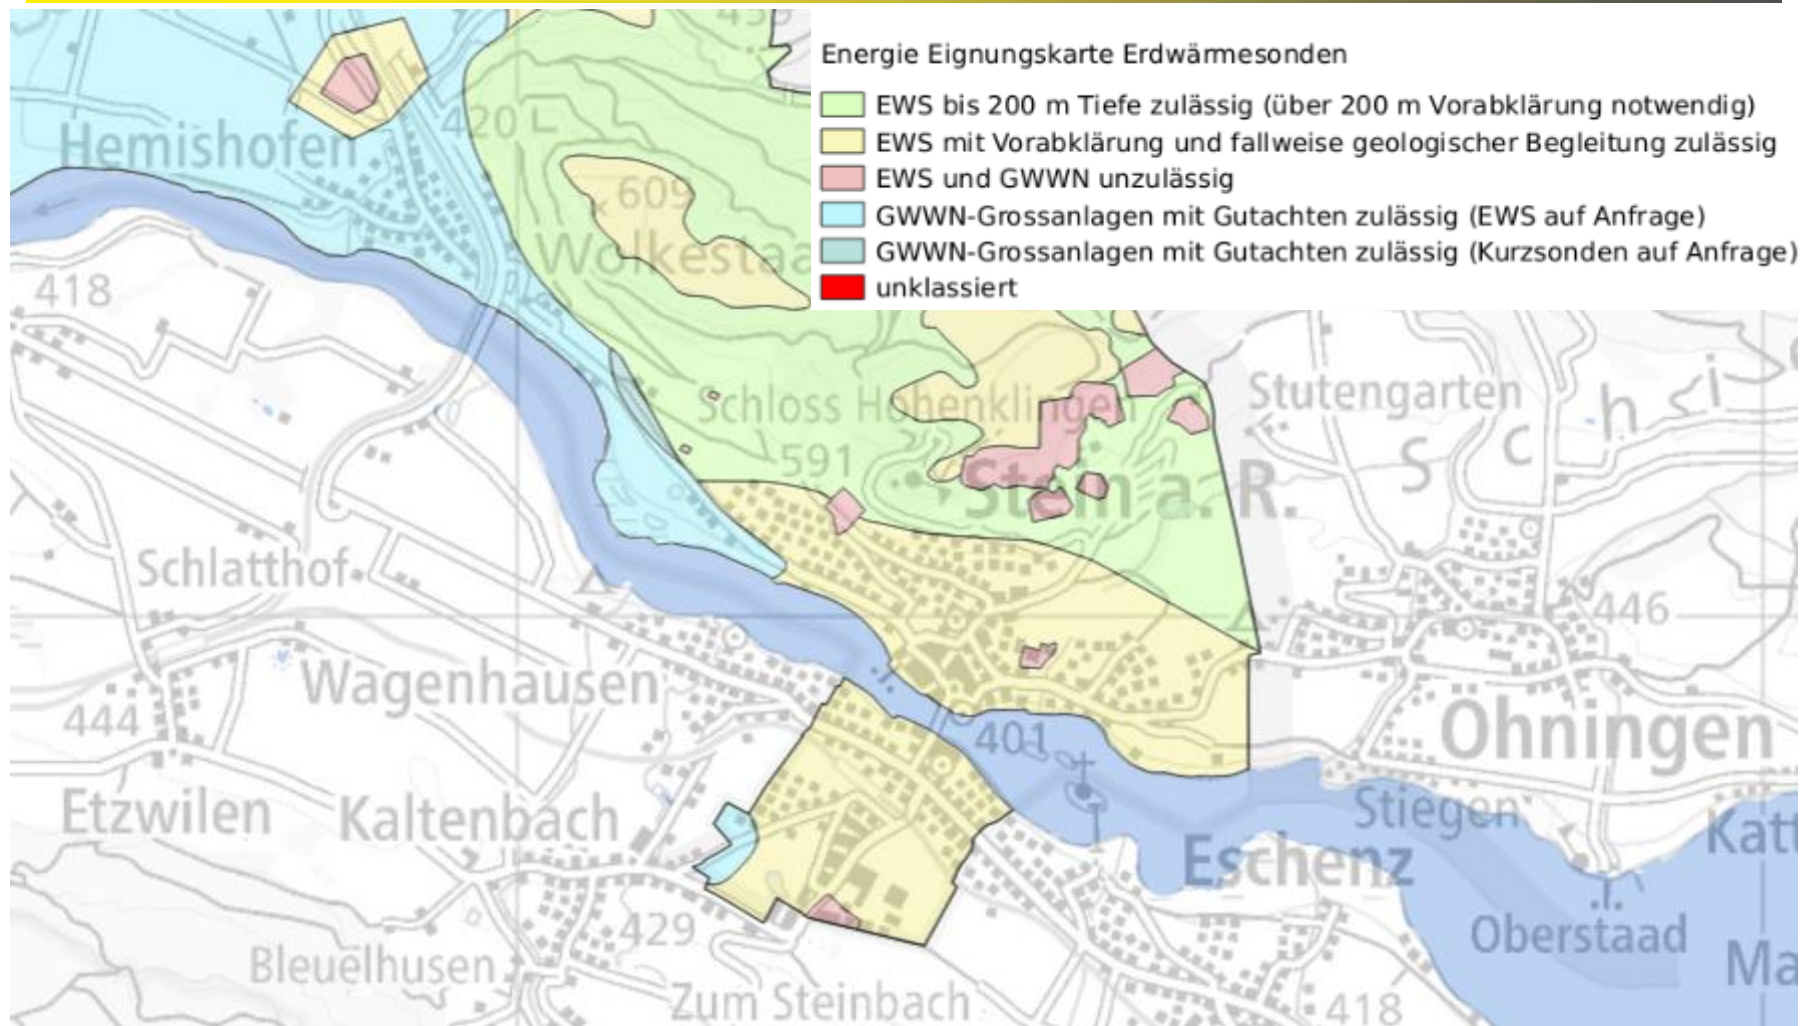 455
Energie Eignungskarte Erdwärmesonden
EWS bis 200 m Tiefe zulässig (über 200 m Vorabklärung notwendig)
EWS mit Vorabklärung und fallweise geologischer Begleitung zulässig
EWS und GWWN unzulässig
GWWN-Grossanlagen mit Gutachten zulässig (EWS auf Anfrage)
GWWN-Grossanlagen mit Gutachten zulässig (Kurzsonden auf Anfrage)
unklassiert
420
Hemishofen
609
Wolkestaa
418
Schloss Hohenklingen
Stutengarten
S c h i
591
Stein a. R.
Schlatthof
446
Wagenhausen
444
401
Öhningen
Etzwilen
Kaltenbach
Stiegen
Katt
Eschenz
429
Oberstaad
Bleuelhusen
Ma
Zum Steinbach
418